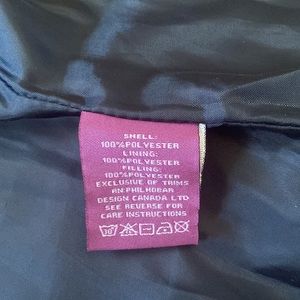 SHELL:
100%POLYESTER
LINING:
100%POLYESTER
FILLING:
100%POLYESTER
EXCLUSIVE OF TRIMS
RN:PHILMOBAR
DESIGN CANADA LTD
SEE REVERSE FOR
CARE INSTRUCTIONS